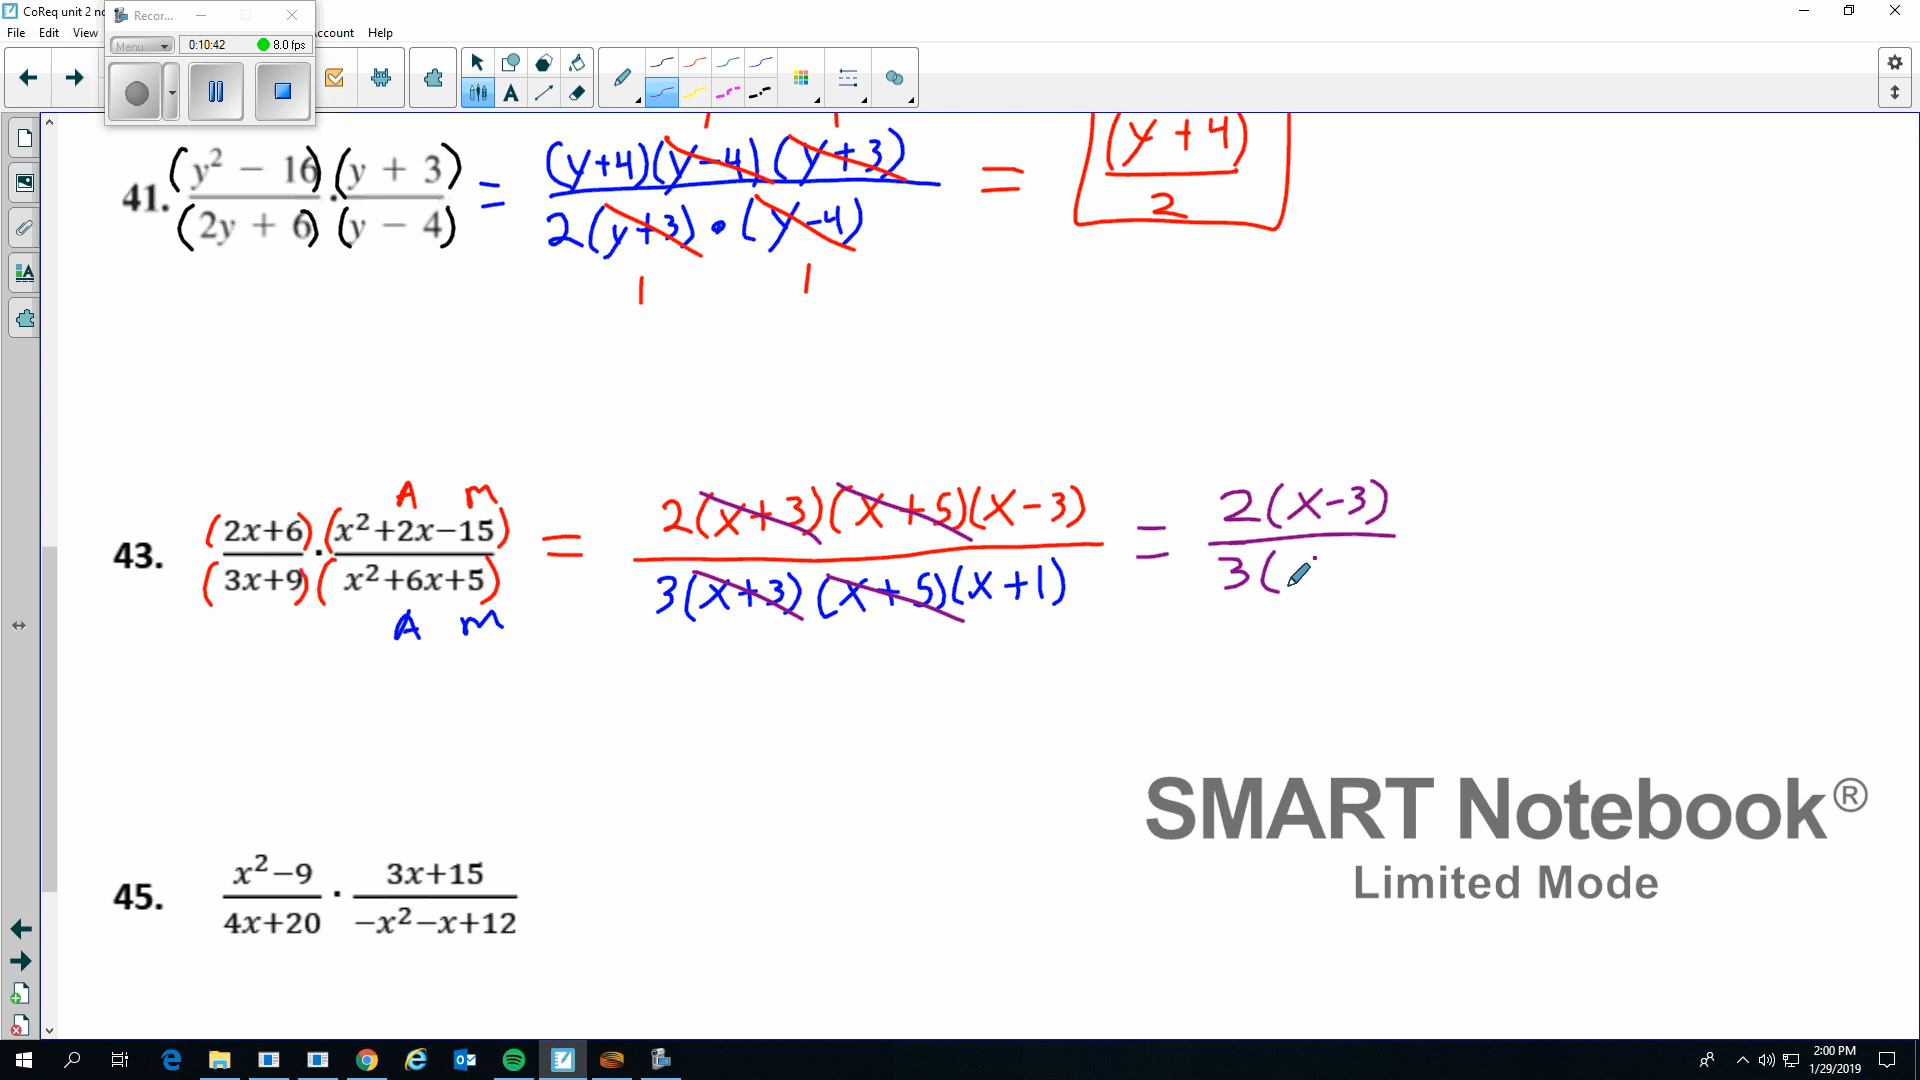 CoReq unit 2 no
Recor...
File Edit View
ccount Help
Menu
0:10:42
8.0 fps
A
41. (y² − 16)/(2y + 6) · (y + 3)/(y − 4) = (y+4)(y−4)(y+3) / 2(y+3)·(y−4) = (y+4)/2
1 1
1 1
A M
43. (2x+6)/(3x+9) · (x²+2x−15)/(x²+6x+5) = 2(x+3)(x+5)(x−3) / 3(x+3)(x+5)(x+1) = 2(x−3) / 3(
A M
SMART Notebook®
Limited Mode
45. x²−9/4x+20 · 3x+15/−x²−x+12
2:00 PM
1/29/2019